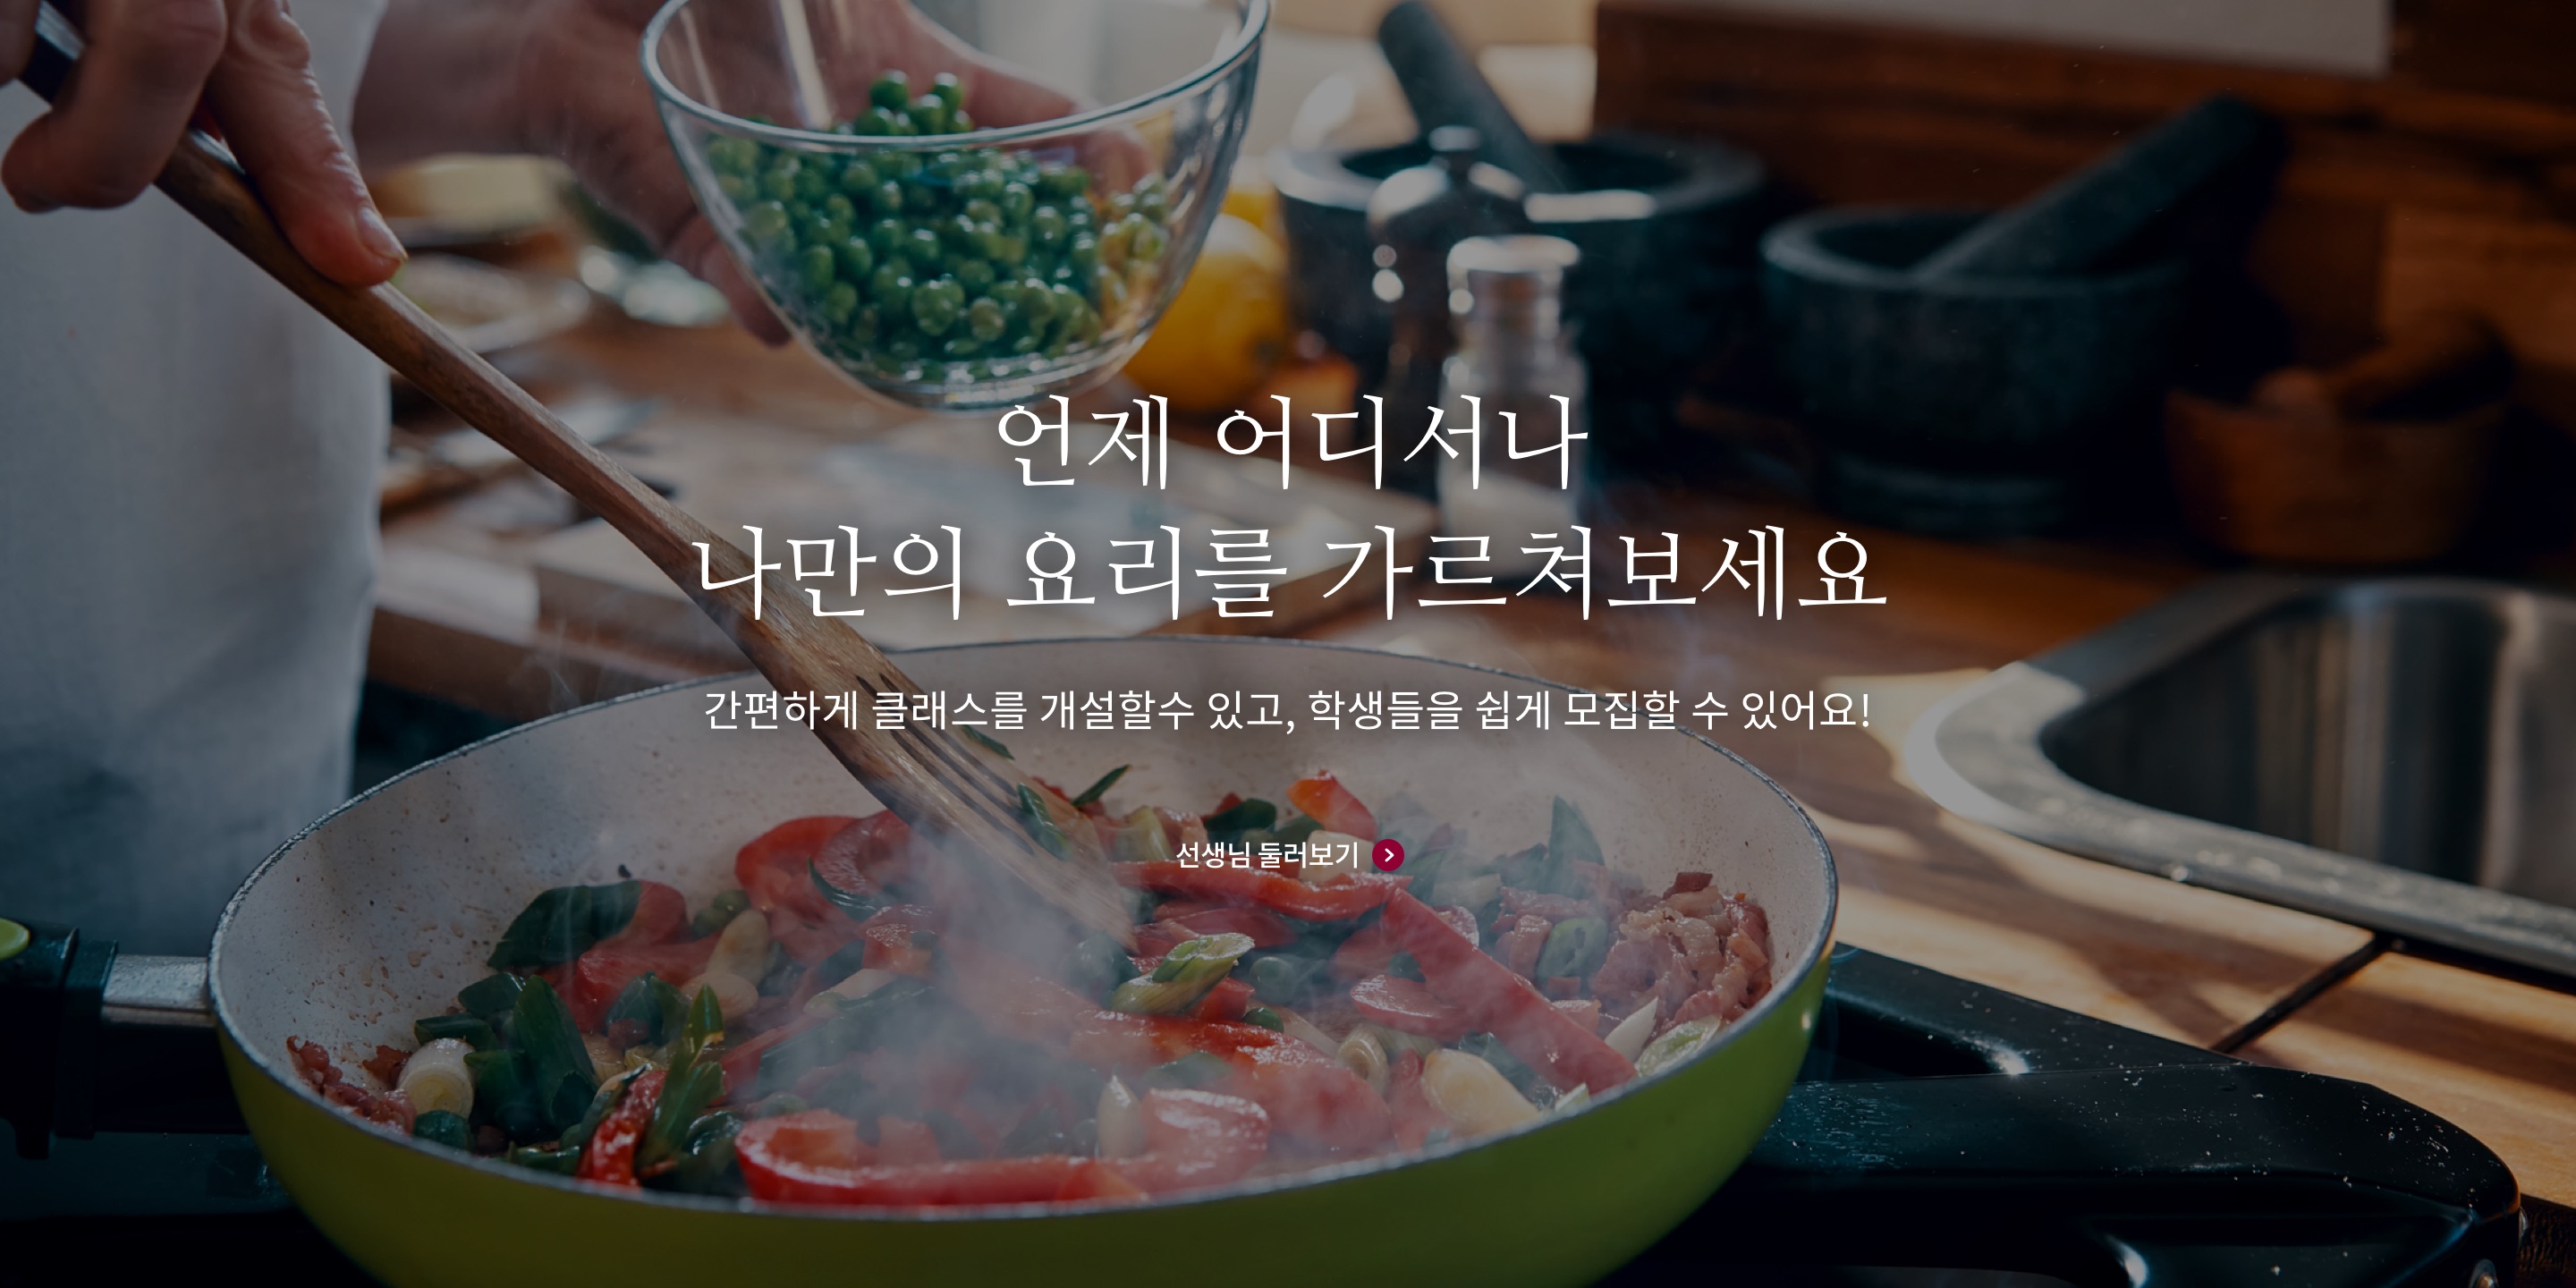 언제 어디서나
나만의 요리를 가르쳐보세요
간편하게 클래스를 개설할수 있고, 학생들을 쉽게 모집할 수 있어요!
선생님 둘러보기